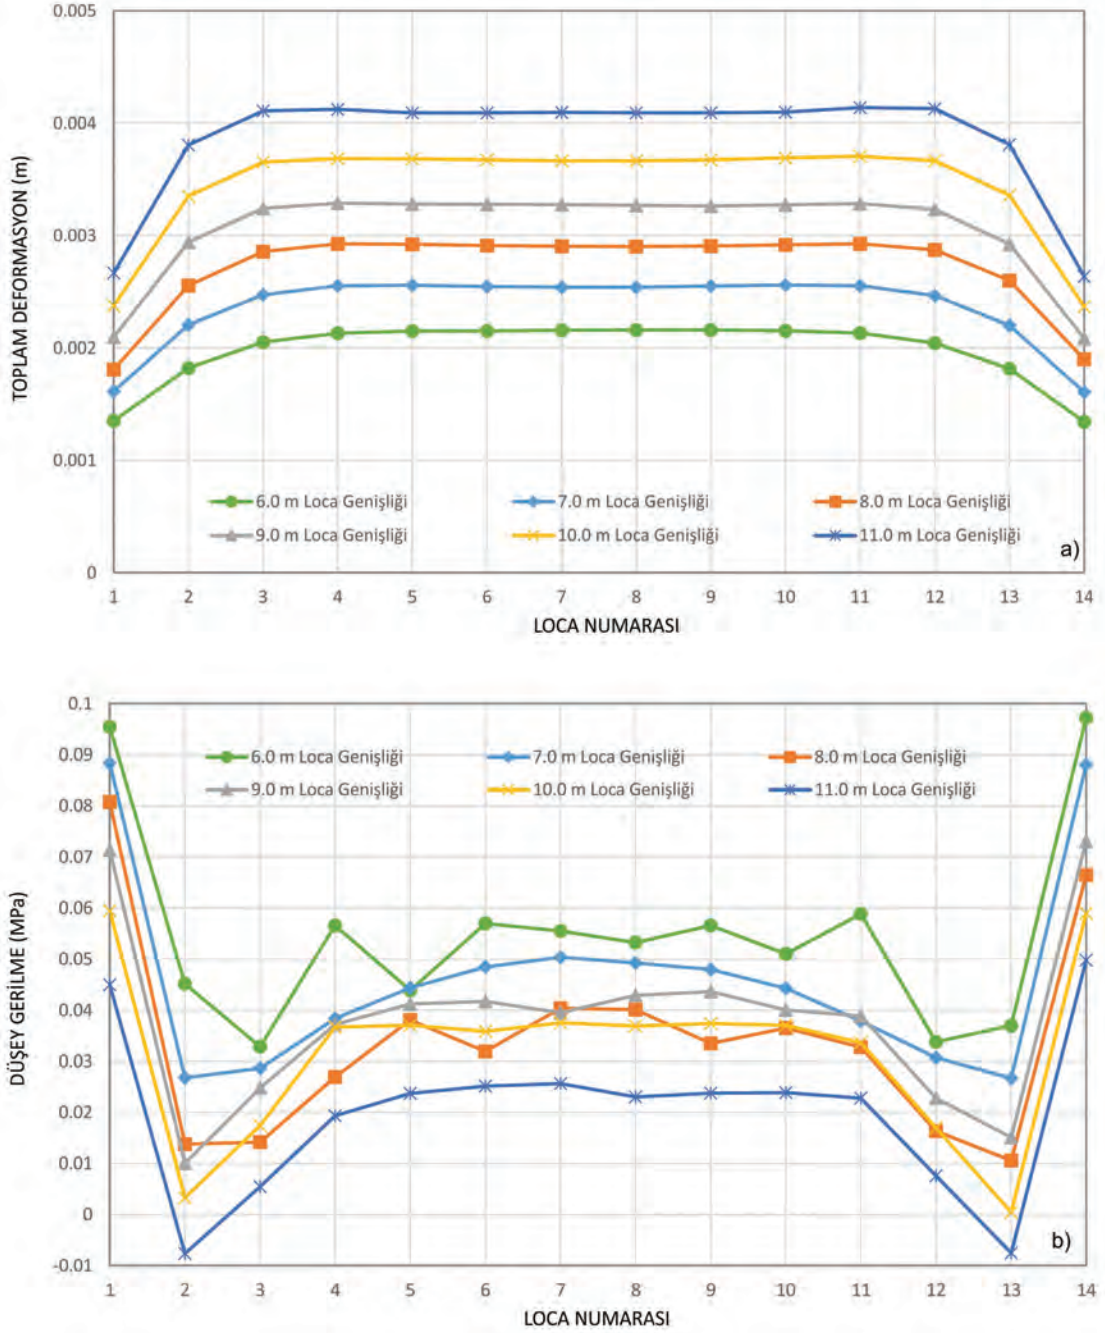 0.005
0.004
0.003
0.002
0.001
0
TOPLAM DEFORMASYON (m)
6.0 m Loca Genişliği 7.0 m Loca Genişliği 8.0 m Loca Genişliği
9.0 m Loca Genişliği 10.0 m Loca Genişliği 11.0 m Loca Genişliği
a)
1 2 3 4 5 6 7 8 9 10 11 12 13 14
LOCA NUMARASI
0.1
0.09
0.08
0.07
0.06
0.05
0.04
0.03
0.02
0.01
0
-0.01
DÜŞEY GERİLME (MPa)
6.0 m Loca Genişliği 7.0 m Loca Genişliği 8.0 m Loca Genişliği
9.0 m Loca Genişliği 10.0 m Loca Genişliği 11.0 m Loca Genişliği
b)
1 2 3 4 5 6 7 8 9 10 11 12 13 14
LOCA NUMARASI